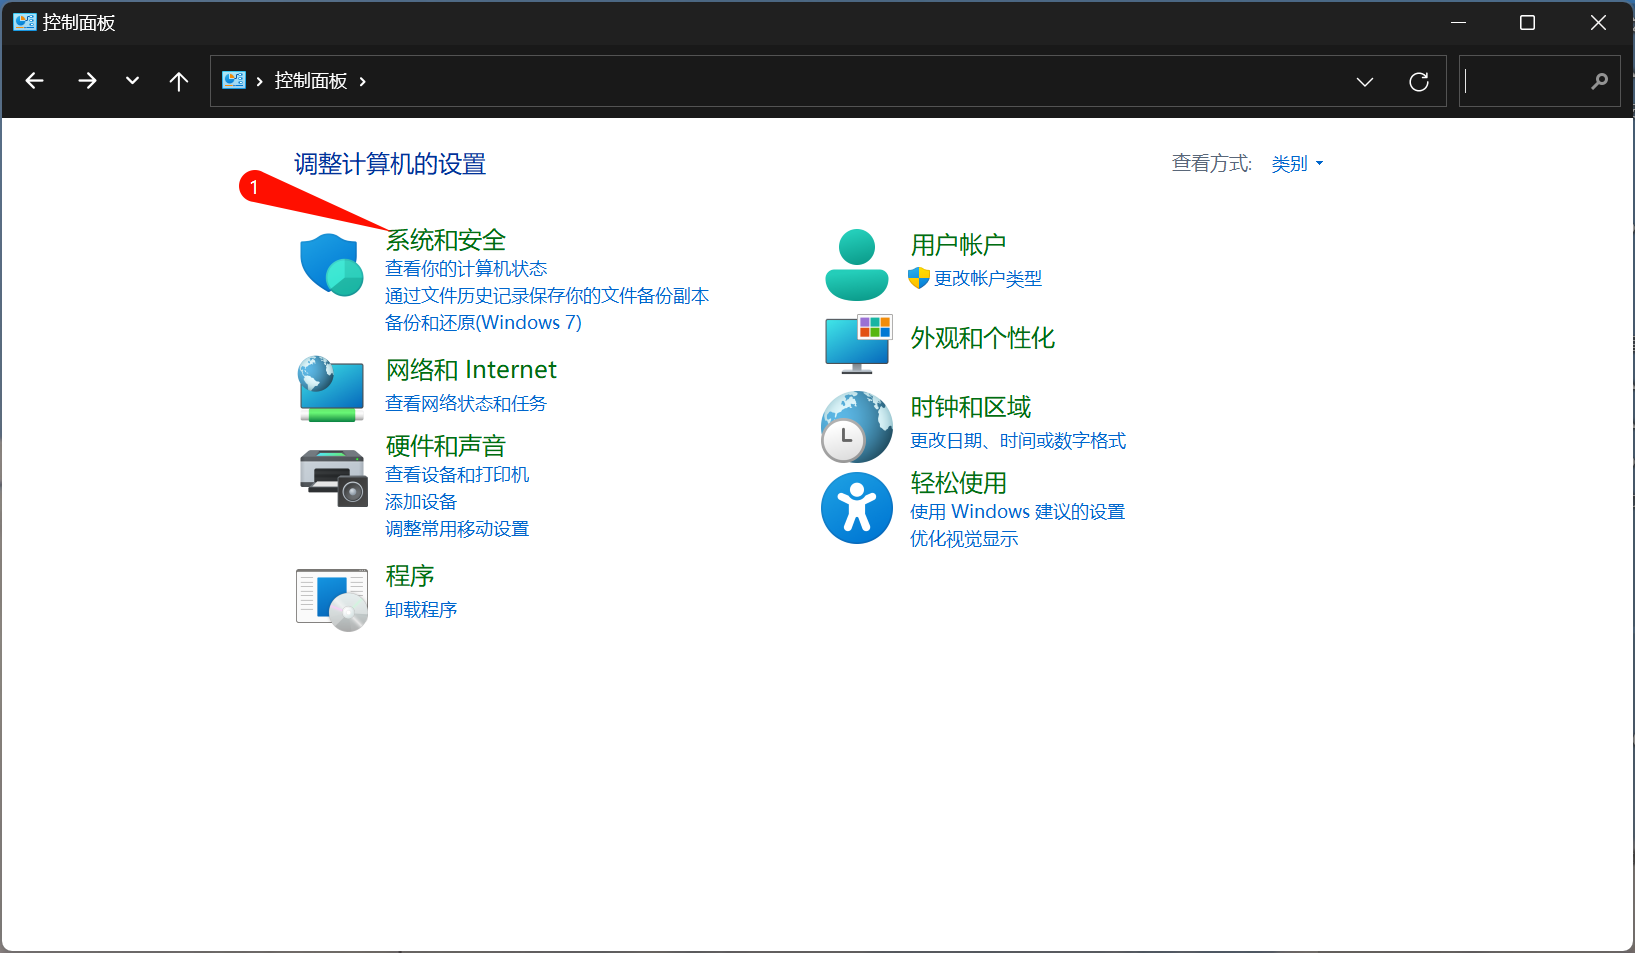 控制面板
控制面板
调整计算机的设置
查看方式: 类别
1
系统和安全
查看你的计算机状态
通过文件历史记录保存你的文件备份副本
备份和还原(Windows 7)
网络和 Internet
查看网络状态和任务
硬件和声音
查看设备和打印机
添加设备
调整常用移动设置
程序
卸载程序
用户帐户
更改帐户类型
外观和个性化
时钟和区域
更改日期、时间或数字格式
轻松使用
使用 Windows 建议的设置
优化视觉显示